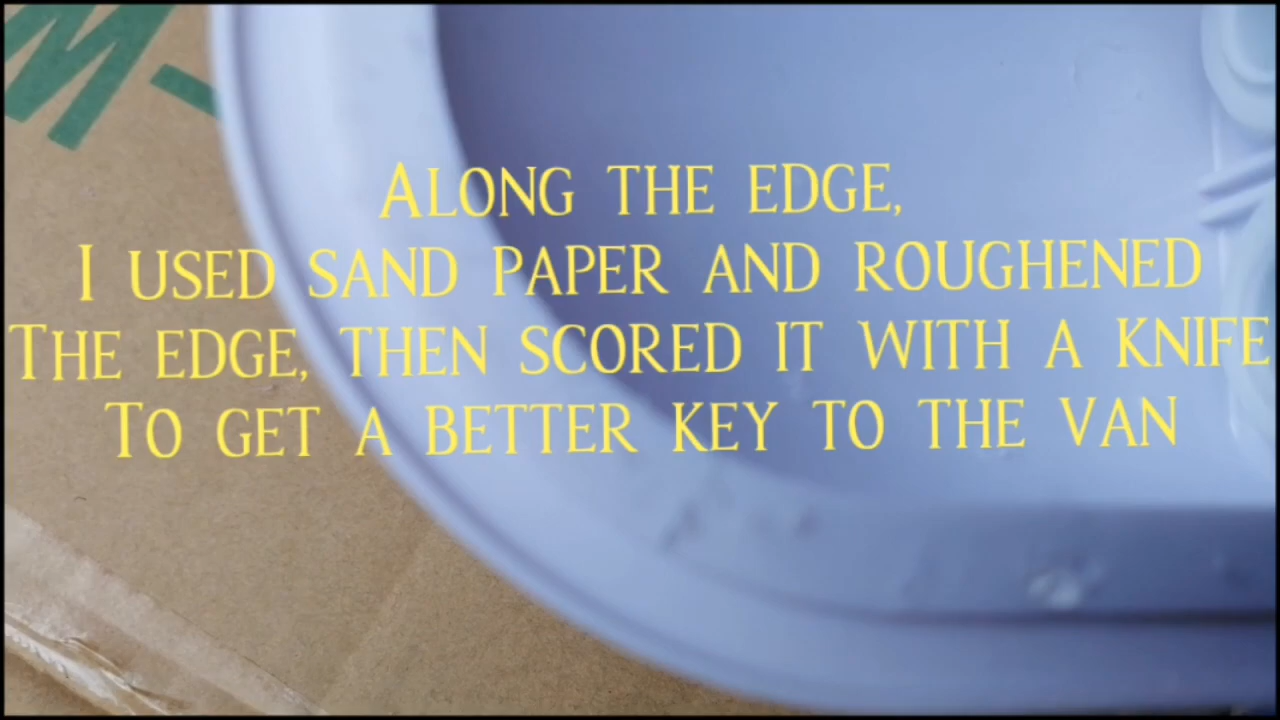 Along the edge,
I used sand paper and roughened
The edge, then scored it with a knife
To get a better key to the van